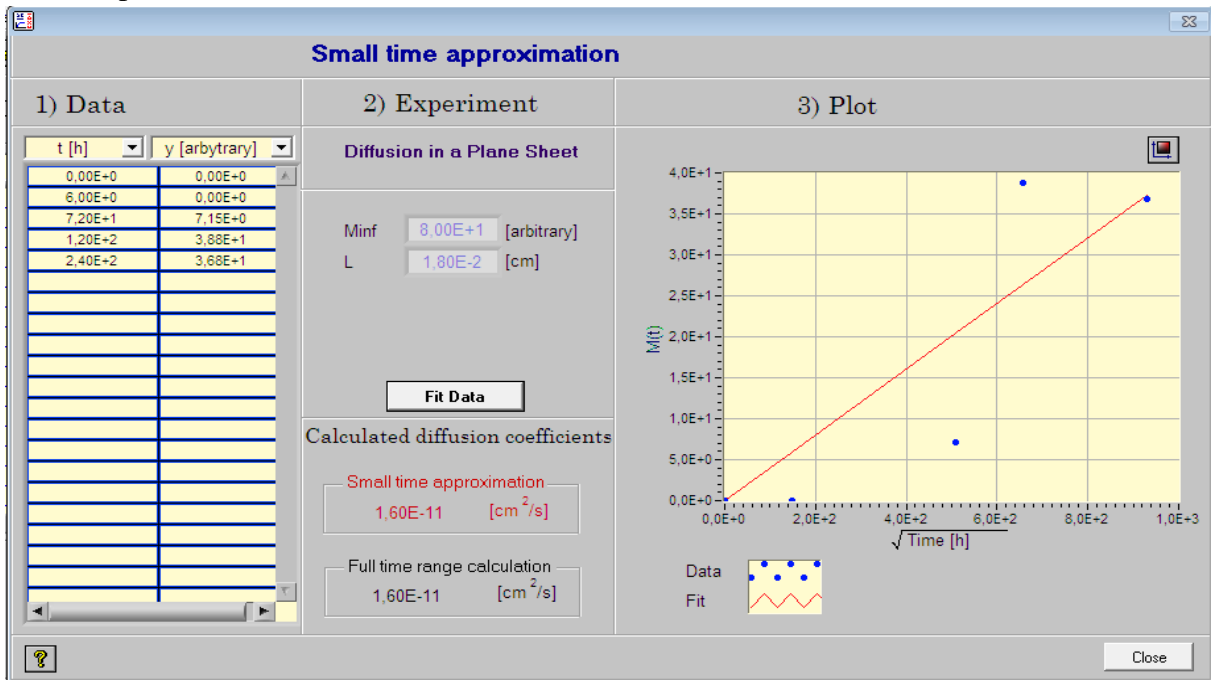 Small time approximation
1) Data
2) Experiment
3) Plot
t [h] y [arbytrary]
0,00E+0 0,00E+0
6,00E+0 0,00E+0
7,20E+1 7,15E+0
1,20E+2 3,88E+1
2,40E+2 3,68E+1
Diffusion in a Plane Sheet
Minf 8,00E+1 [arbitrary]
L 1,80E-2 [cm]
Fit Data
Calculated diffusion coefficients
Small time approximation
1,60E-11 [cm²/s]
Full time range calculation
1,60E-11 [cm²/s]
4,0E+1
3,5E+1
3,0E+1
2,5E+1
2,0E+1
1,5E+1
1,0E+1
5,0E+0
0,0E+0
M(t)
0,0E+0 2,0E+2 4,0E+2 6,0E+2 8,0E+2 1,0E+3
√Time [h]
Data
Fit
?
Close